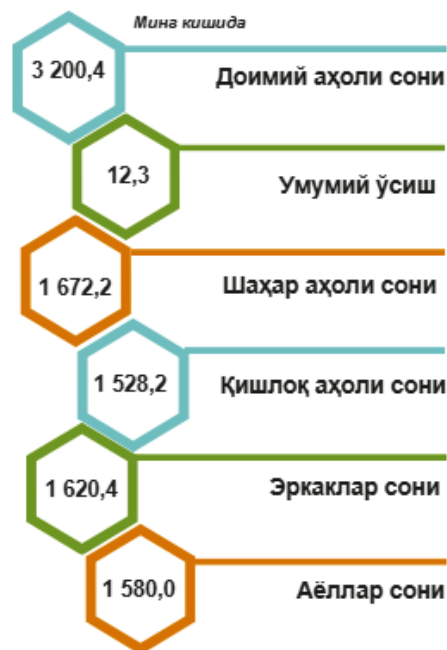 Минг кишида
3 200,4
Доимий аҳоли сони
12,3
Умумий ўсиш
1 672,2
Шаҳар аҳоли сони
1 528,2
Қишлоқ аҳоли сони
1 620,4
Эркаклар сони
1 580,0
Аёллар сони